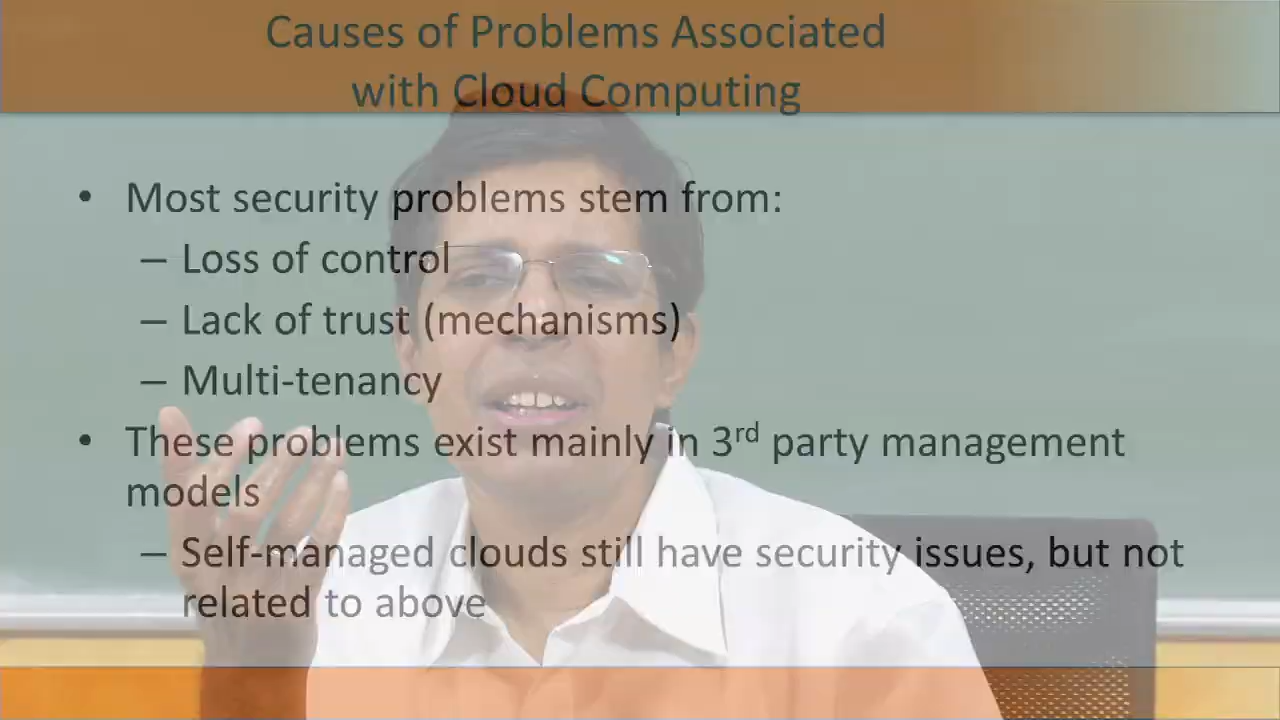 Causes of Problems Associated
with Cloud Computing
• Most security problems stem from:
– Loss of control
– Lack of trust (mechanisms)
– Multi-tenancy
• These problems exist mainly in 3rd party management
models
– Self-managed clouds still have security issues, but not
related to above